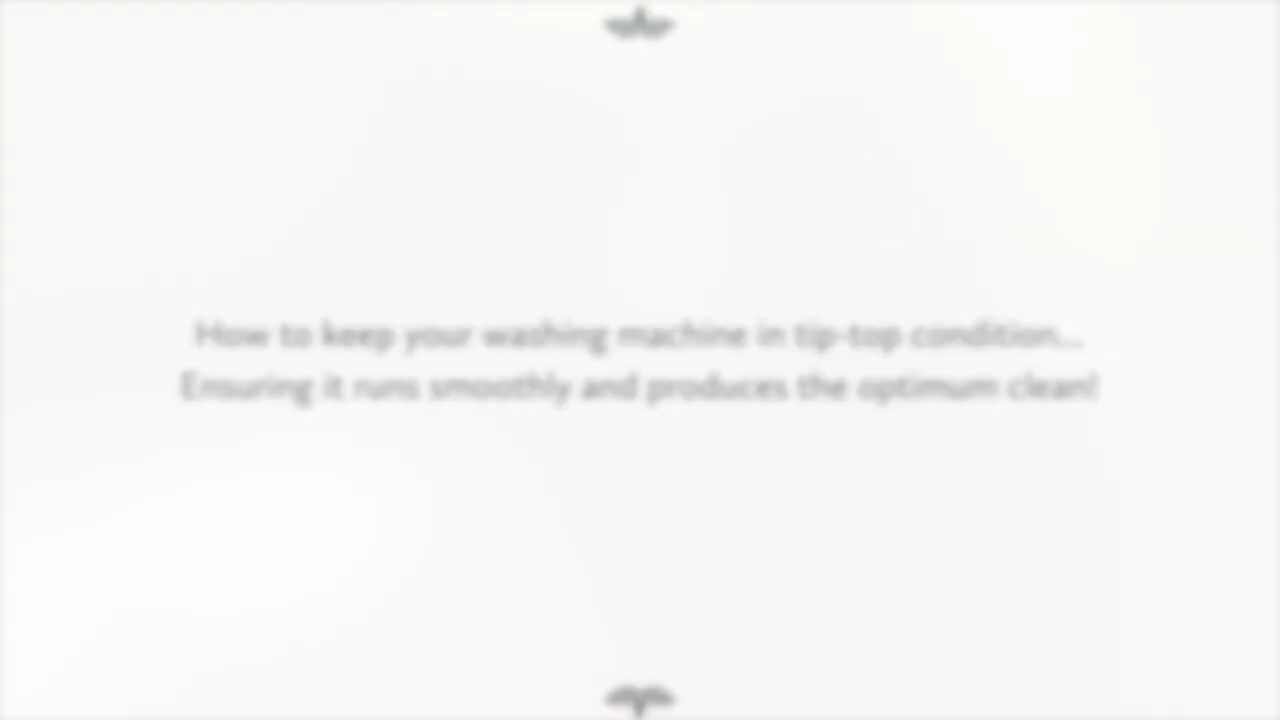 How to keep your washing machine in tip-top condition...
Ensuring it runs smoothly and produces the optimum clean!